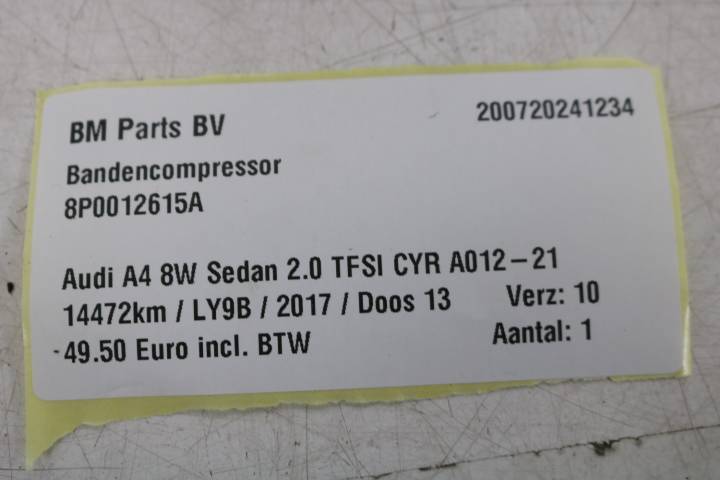 BM Parts BV 200720241234
Bandencompressor
8P0012615A
Audi A4 8W Sedan 2.0 TFSI CYR A012-21
14472km / LY9B / 2017 / Doos 13 Verz: 10
49.50 Euro incl. BTW Aantal: 1